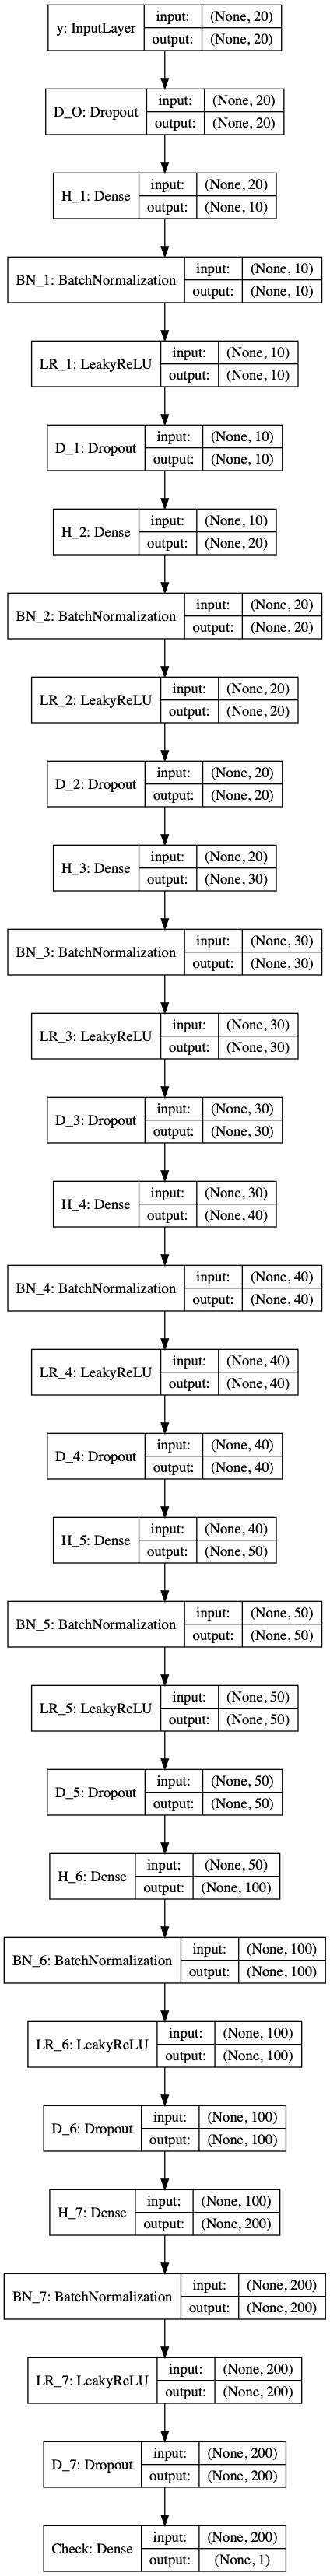 y: InputLayer input: (None, 20)
output: (None, 20)
D_O: Dropout input: (None, 20)
output: (None, 20)
H_1: Dense input: (None, 20)
output: (None, 10)
BN_1: BatchNormalization input: (None, 10)
output: (None, 10)
LR_1: LeakyReLU input: (None, 10)
output: (None, 10)
D_1: Dropout input: (None, 10)
output: (None, 10)
H_2: Dense input: (None, 10)
output: (None, 20)
BN_2: BatchNormalization input: (None, 20)
output: (None, 20)
LR_2: LeakyReLU input: (None, 20)
output: (None, 20)
D_2: Dropout input: (None, 20)
output: (None, 20)
H_3: Dense input: (None, 20)
output: (None, 30)
BN_3: BatchNormalization input: (None, 30)
output: (None, 30)
LR_3: LeakyReLU input: (None, 30)
output: (None, 30)
D_3: Dropout input: (None, 30)
output: (None, 30)
H_4: Dense input: (None, 30)
output: (None, 40)
BN_4: BatchNormalization input: (None, 40)
output: (None, 40)
LR_4: LeakyReLU input: (None, 40)
output: (None, 40)
D_4: Dropout input: (None, 40)
output: (None, 40)
H_5: Dense input: (None, 40)
output: (None, 50)
BN_5: BatchNormalization input: (None, 50)
output: (None, 50)
LR_5: LeakyReLU input: (None, 50)
output: (None, 50)
D_5: Dropout input: (None, 50)
output: (None, 50)
H_6: Dense input: (None, 50)
output: (None, 100)
BN_6: BatchNormalization input: (None, 100)
output: (None, 100)
LR_6: LeakyReLU input: (None, 100)
output: (None, 100)
D_6: Dropout input: (None, 100)
output: (None, 100)
H_7: Dense input: (None, 100)
output: (None, 200)
BN_7: BatchNormalization input: (None, 200)
output: (None, 200)
LR_7: LeakyReLU input: (None, 200)
output: (None, 200)
D_7: Dropout input: (None, 200)
output: (None, 200)
Check: Dense input: (None, 200)
output: (None, 1)